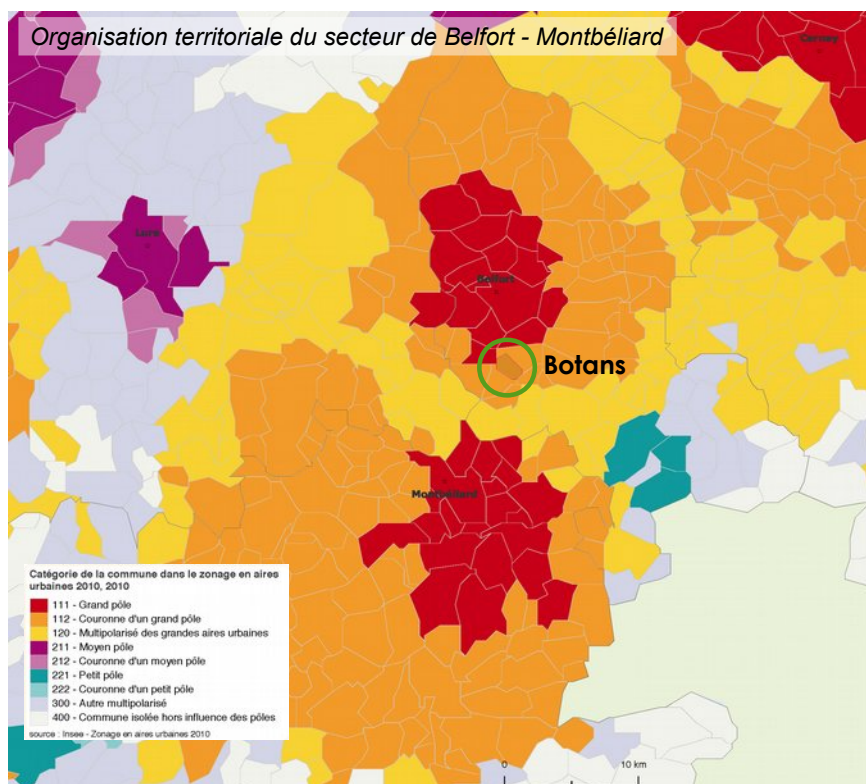 Organisation territoriale du secteur de Belfort - Montbéliard
Cernay
Lure
Belfort
Botans
Montbéliard
Catégorie de la commune dans le zonage en aires
urbaines 2010, 2010
111 - Grand pôle
112 - Couronne d'un grand pôle
120 - Multipolarisé des grandes aires urbaines
211 - Moyen pôle
212 - Couronne d'un moyen pôle
221 - Petit pôle
222 - Couronne d'un petit pôle
300 - Autre multipolarisé
400 - Commune isolée hors influence des pôles
source : Insee - Zonage en aires urbaines 2010
0 10 km